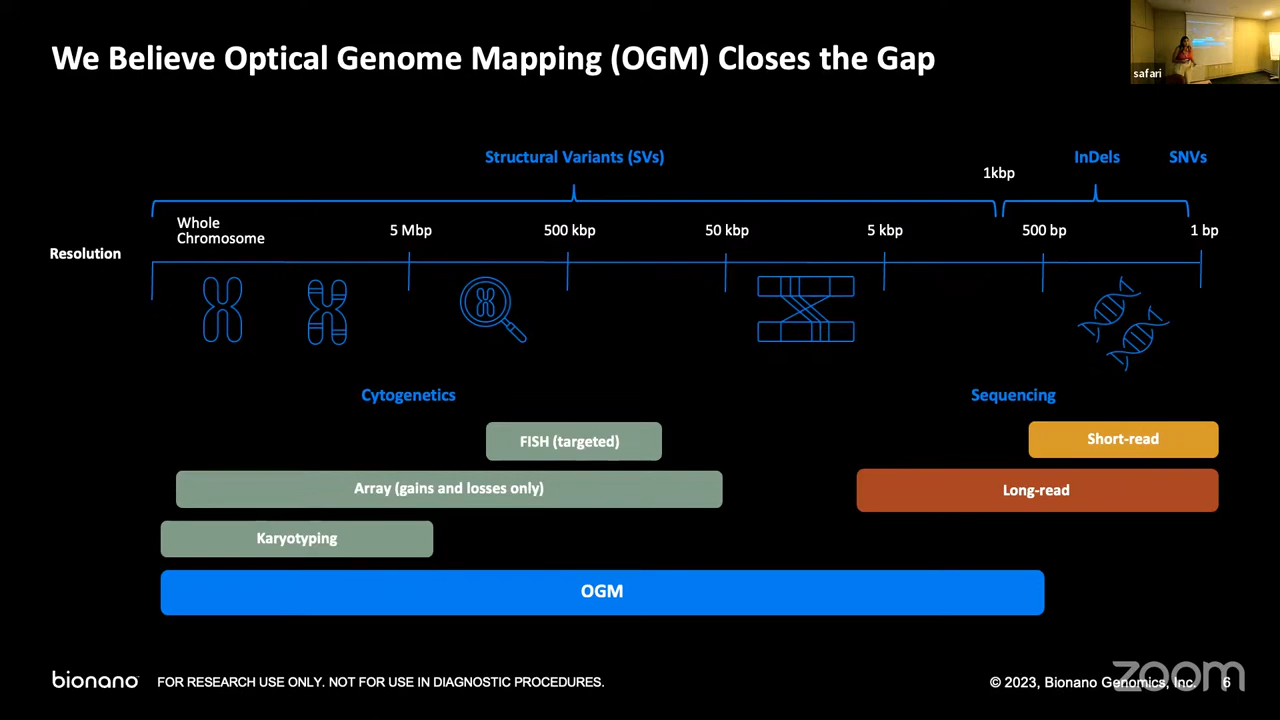 We Believe Optical Genome Mapping (OGM) Closes the Gap
safari
Structural Variants (SVs)
InDels
SNVs
1kbp
Whole
Chromosome
5 Mbp
500 kbp
50 kbp
5 kbp
500 bp
1 bp
Resolution
Cytogenetics
Sequencing
FISH (targeted)
Short-read
Array (gains and losses only)
Long-read
Karyotyping
OGM
bionano
FOR RESEARCH USE ONLY. NOT FOR USE IN DIAGNOSTIC PROCEDURES.
© 2023, Bionano Genomics, Inc.
6
zoom